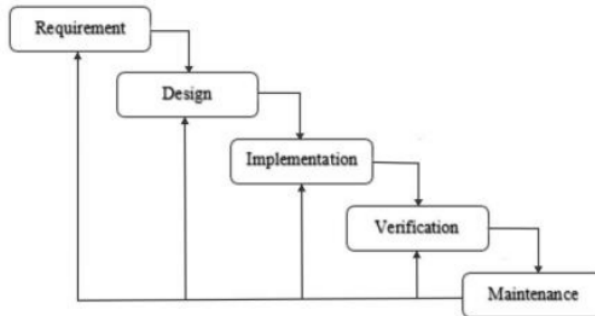 Requirement
Design
Implementation
Verification
Maintenance